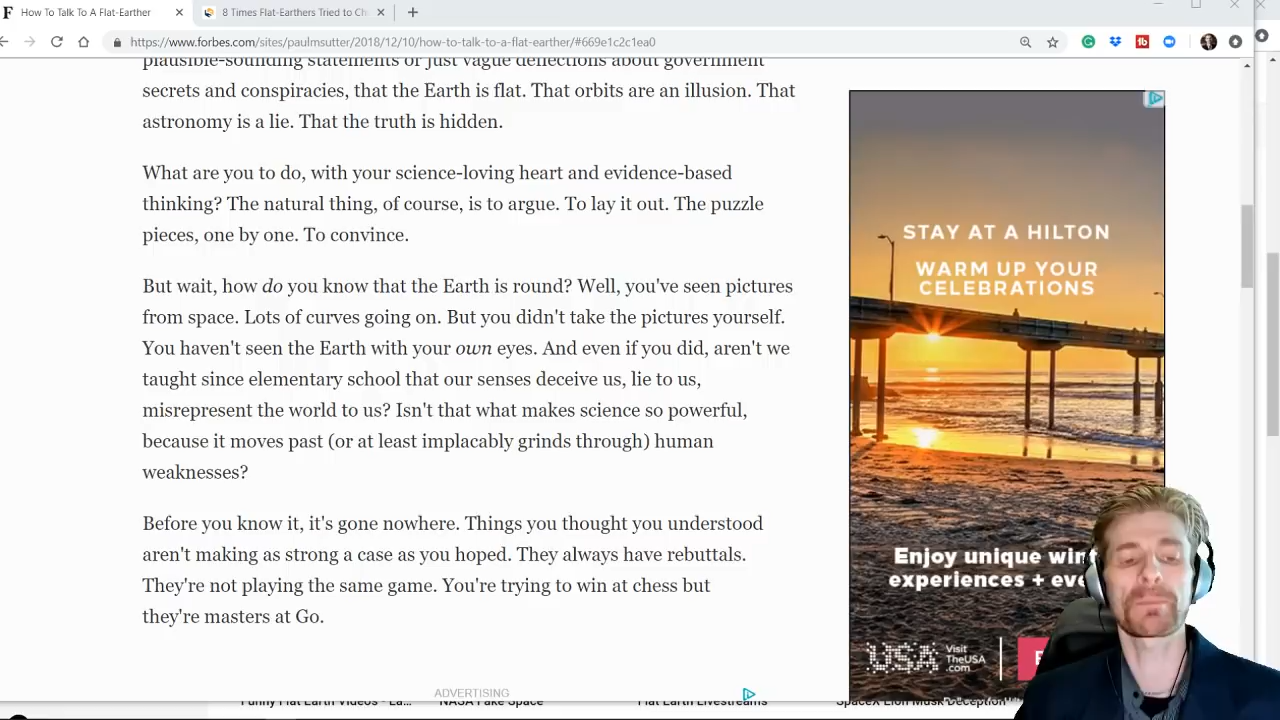 How To Talk To A Flat-Earther
8 Times Flat-Earthers Tried to Ch
https://www.forbes.com/sites/paulmsutter/2018/12/10/how-to-talk-to-a-flat-earther/#669e1c2c1ea0
plausible-sounding statements or just vague deflections about government
secrets and conspiracies, that the Earth is flat. That orbits are an illusion. That
astronomy is a lie. That the truth is hidden.
What are you to do, with your science-loving heart and evidence-based
thinking? The natural thing, of course, is to argue. To lay it out. The puzzle
pieces, one by one. To convince.
But wait, how do you know that the Earth is round? Well, you've seen pictures
from space. Lots of curves going on. But you didn't take the pictures yourself.
You haven't seen the Earth with your own eyes. And even if you did, aren't we
taught since elementary school that our senses deceive us, lie to us,
misrepresent the world to us? Isn't that what makes science so powerful,
because it moves past (or at least implacably grinds through) human
weaknesses?
Before you know it, it's gone nowhere. Things you thought you understood
aren't making as strong a case as you hoped. They always have rebuttals.
They're not playing the same game. You're trying to win at chess but
they're masters at Go.
STAY AT A HILTON
WARM UP YOUR
CELEBRATIONS
Enjoy unique wint
experiences + eve
USA
Visit
TheUSA
.com
ADVERTISING
Funny Flat Earth Videos - La...
NASA Fake Space
Flat Earth Livestreams
SpaceX Elon Musk Deception